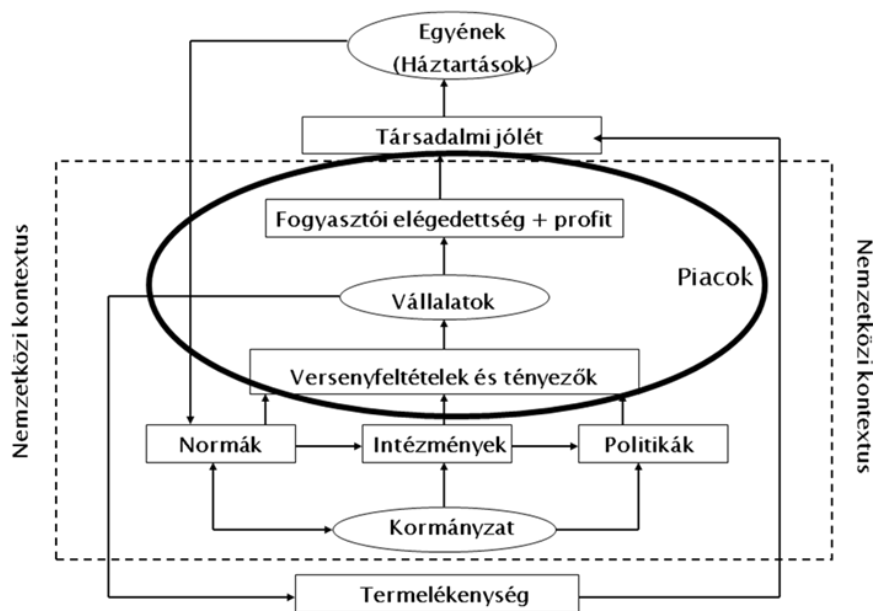 Egyének
(Háztartások)
Társadalmi jólét
Fogyasztói elégedettség + profit
Nemzetközi kontextus
Piacok
Nemzetközi kontextus
Vállalatok
Versenyfeltételek és tényezők
Normák
Intézmények
Politikák
Kormányzat
Termelékenység